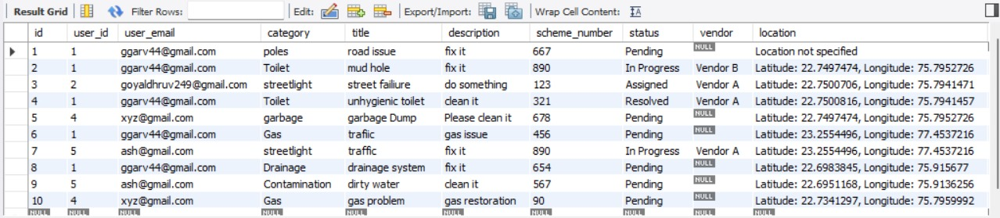 Result Grid Filter Rows: Edit: Export/Import: Wrap Cell Content: IA
id user_id user_email category title description scheme_number status vendor location
1 1 ggarv44@gmail.com poles road issue fix it 667 Pending NULL Location not specified
2 1 ggarv44@gmail.com Toilet mud hole fix it 890 In Progress Vendor B Latitude: 22.7497474, Longitude: 75.7952726
3 2 goyaldhruv249@gmail.com streetlight street failiure do something 123 Assigned Vendor A Latitude: 22.7500706, Longitude: 75.7941471
4 1 ggarv44@gmail.com Toilet unhygienic toilet clean it 321 Resolved Vendor A Latitude: 22.7500816, Longitude: 75.7941457
5 4 xyz@gmail.com garbage garbage Dump Please clean it 678 Pending NULL Latitude: 22.7497474, Longitude: 75.7952726
6 1 ggarv44@gmail.com Gas trafiic gas issue 456 Pending NULL Latitude: 23.2554496, Longitude: 77.4537216
7 5 ash@gmail.com streetlight traffic fix it 890 In Progress Vendor A Latitude: 23.2554496, Longitude: 77.4537216
8 1 ggarv44@gmail.com Drainage drainage system fix it 654 Pending NULL Latitude: 22.6983845, Longitude: 75.915677
9 5 ash@gmail.com Contamination dirty water clean it 567 Pending NULL Latitude: 22.6951168, Longitude: 75.9136256
10 4 xyz@gmail.com Gas gas problem gas restoration 90 Pending NULL Latitude: 22.7341297, Longitude: 75.7959992
NULL NULL NULL NULL NULL NULL NULL NULL NULL NULL